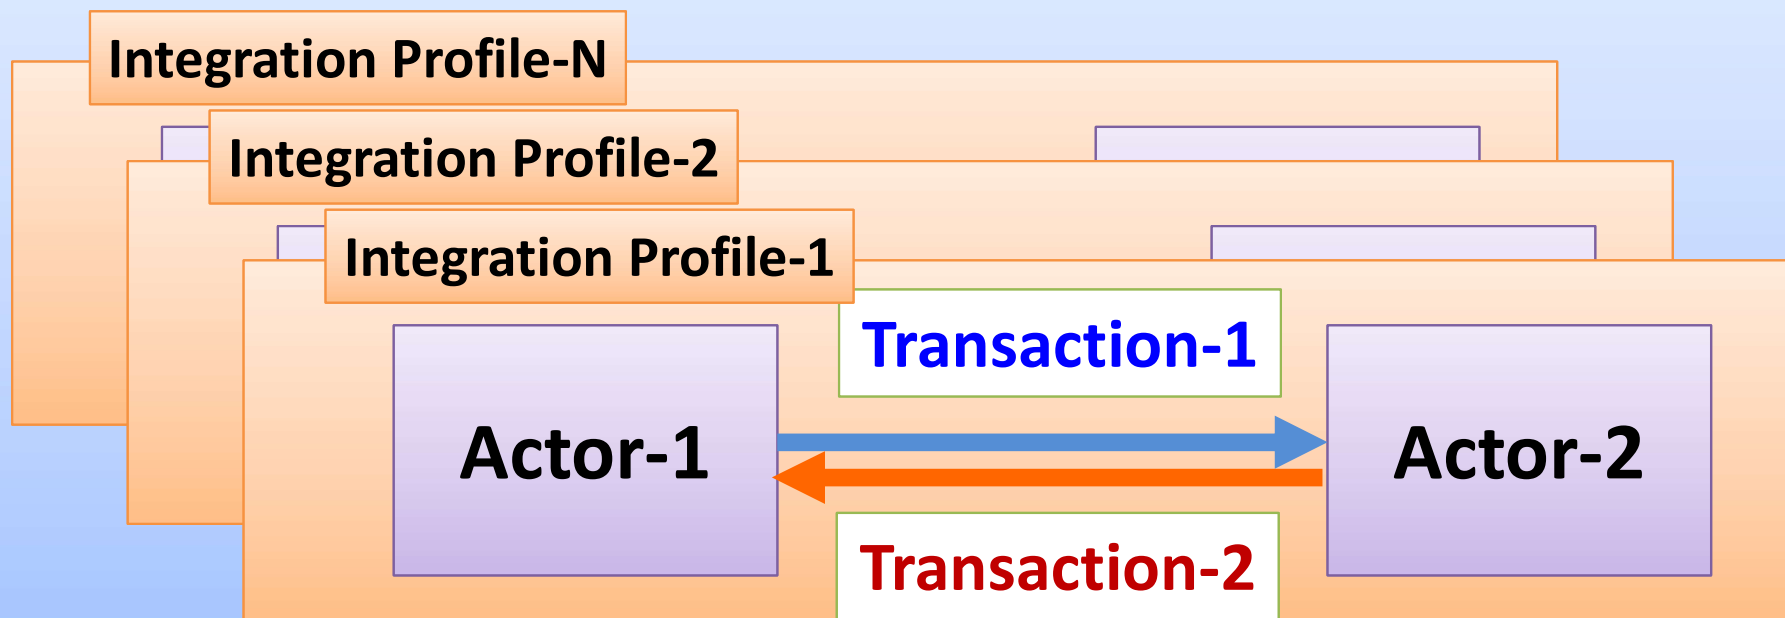 Integration Profile-N
Integration Profile-2
Integration Profile-1
Transaction-1
Actor-1
Actor-2
Transaction-2